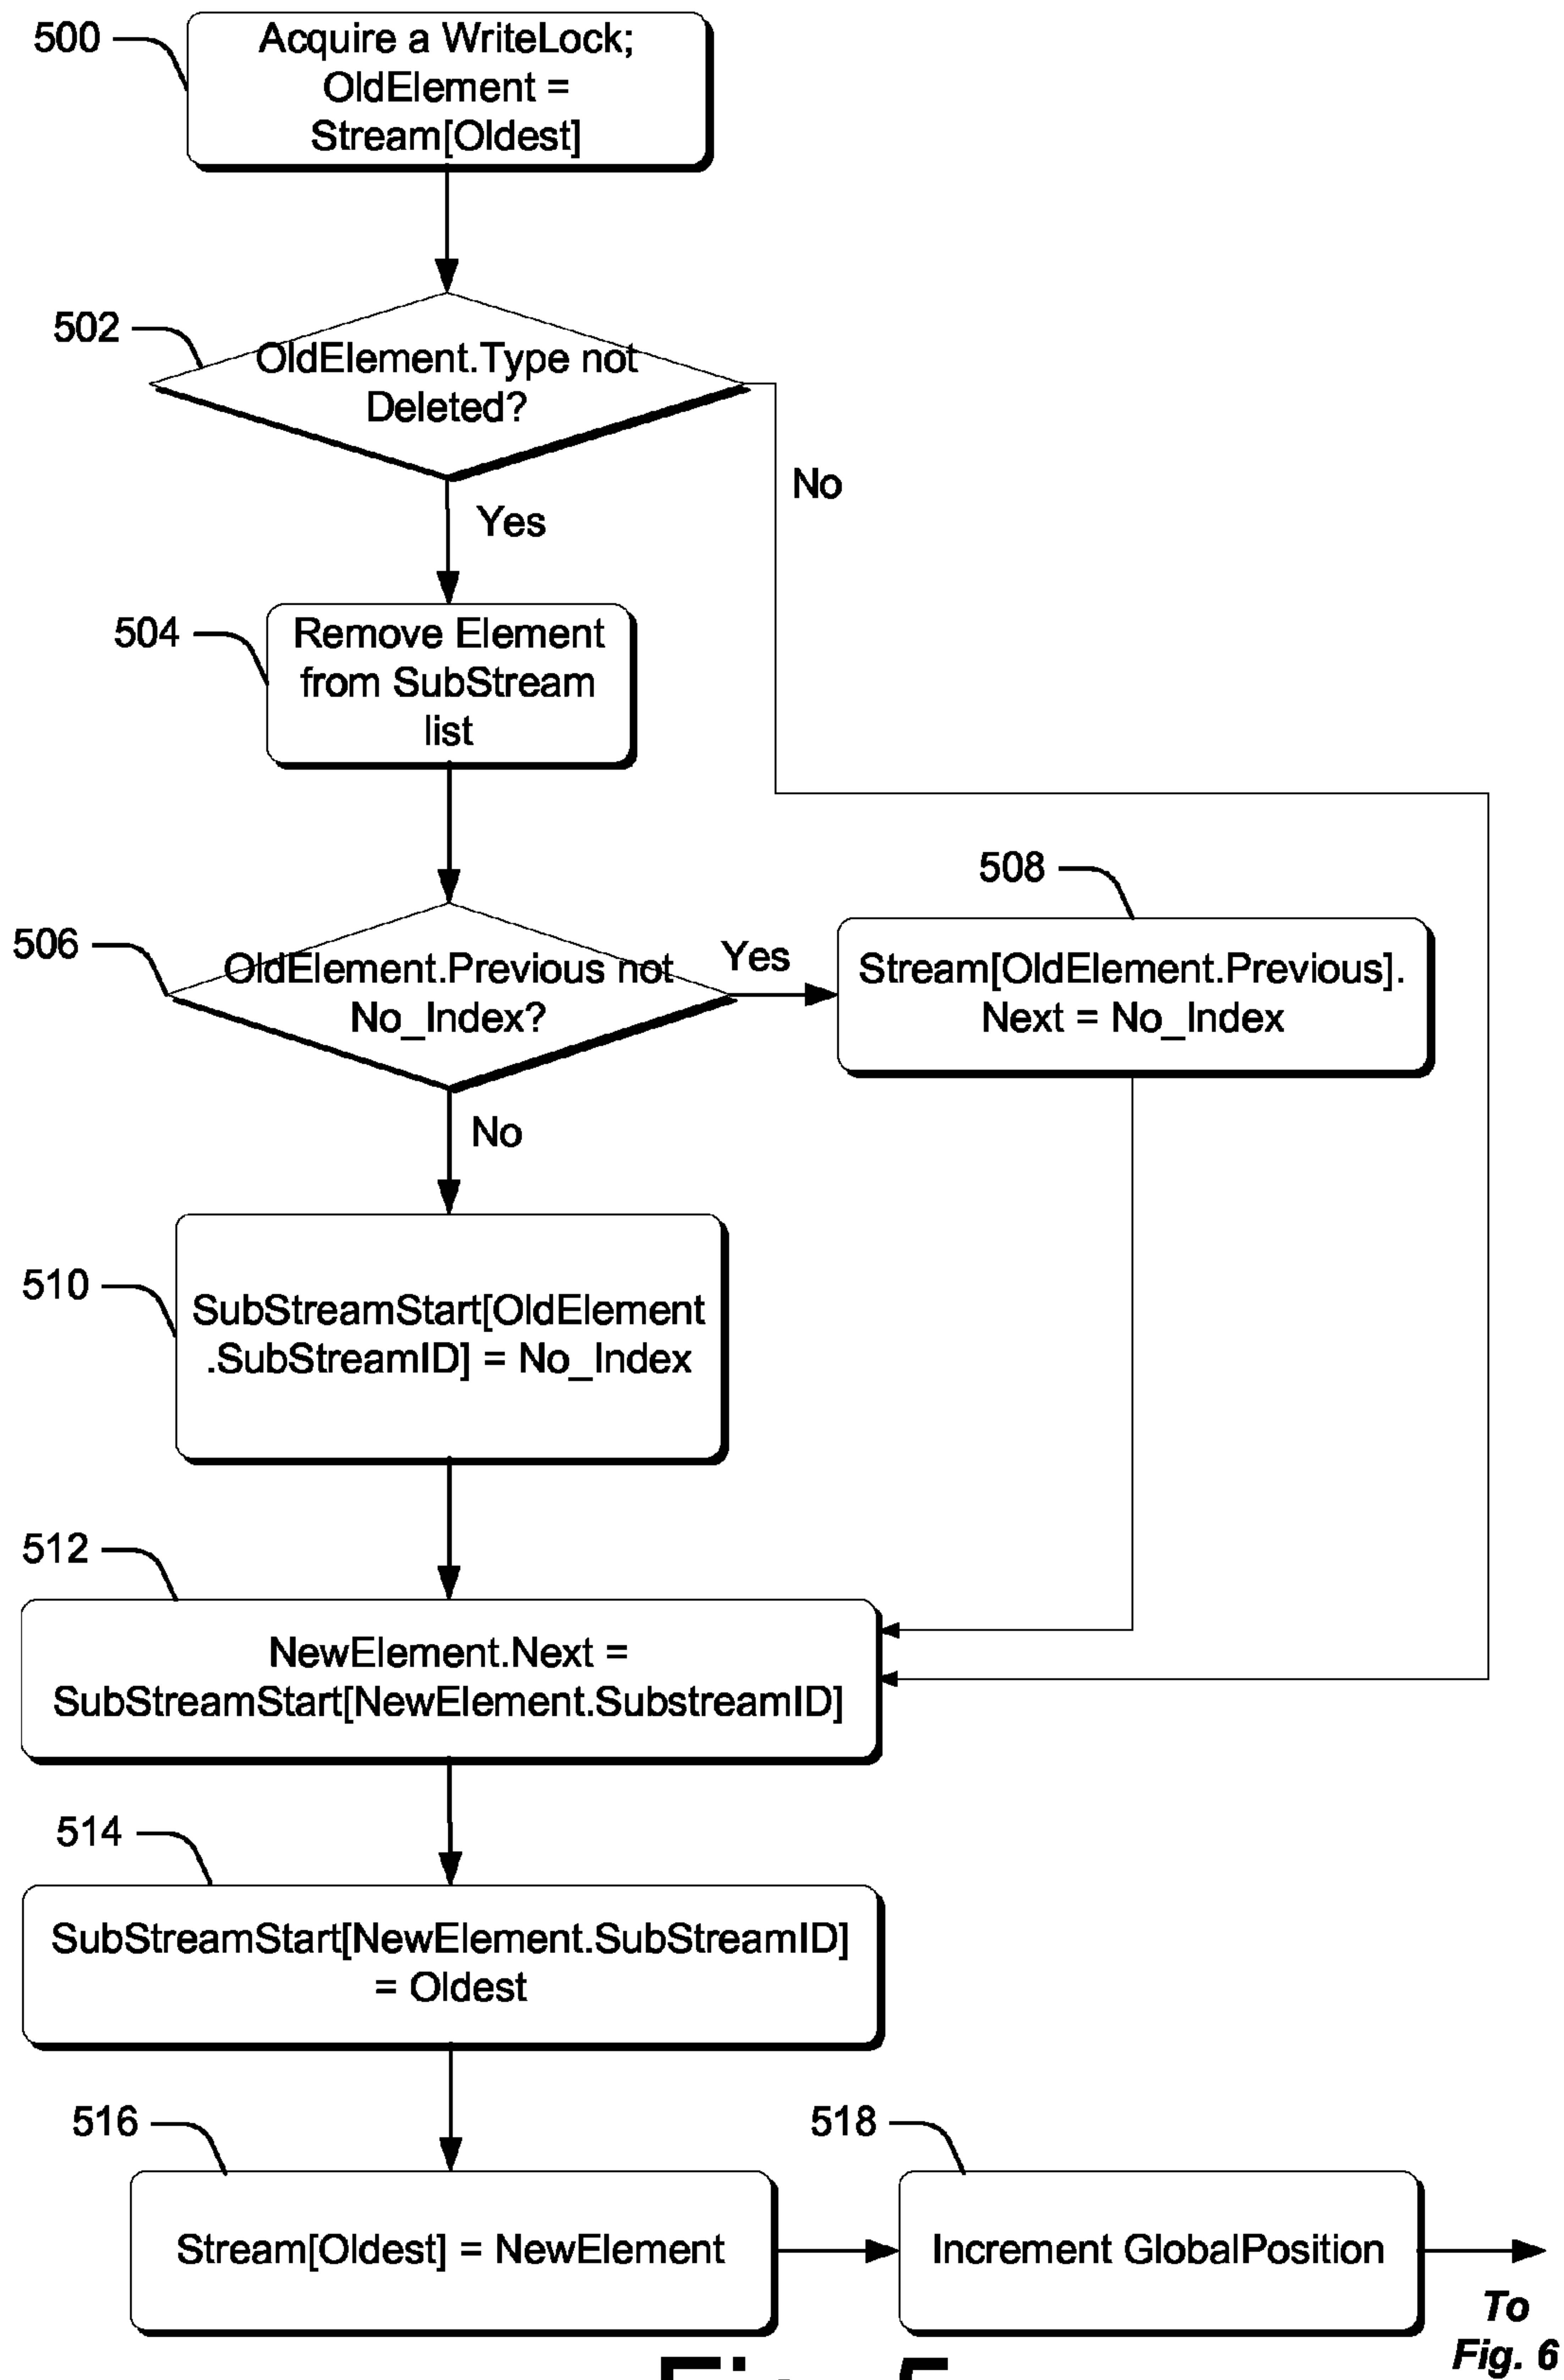 500
Acquire a WriteLock;
OldElement =
Stream[Oldest]
502
OldElement.Type not
Deleted?
No
Yes
504
Remove Element
from SubStream
list
508
506
OldElement.Previous not
No_Index?
Yes
Stream[OldElement.Previous].
Next = No_Index
No
510
SubStreamStart[OldElement
.SubStreamID] = No_Index
512
NewElement.Next =
SubStreamStart[NewElement.SubstreamID]
514
SubStreamStart[NewElement.SubStreamID]
= Oldest
516
518
Stream[Oldest] = NewElement
Increment GlobalPosition
To
Fig. 6